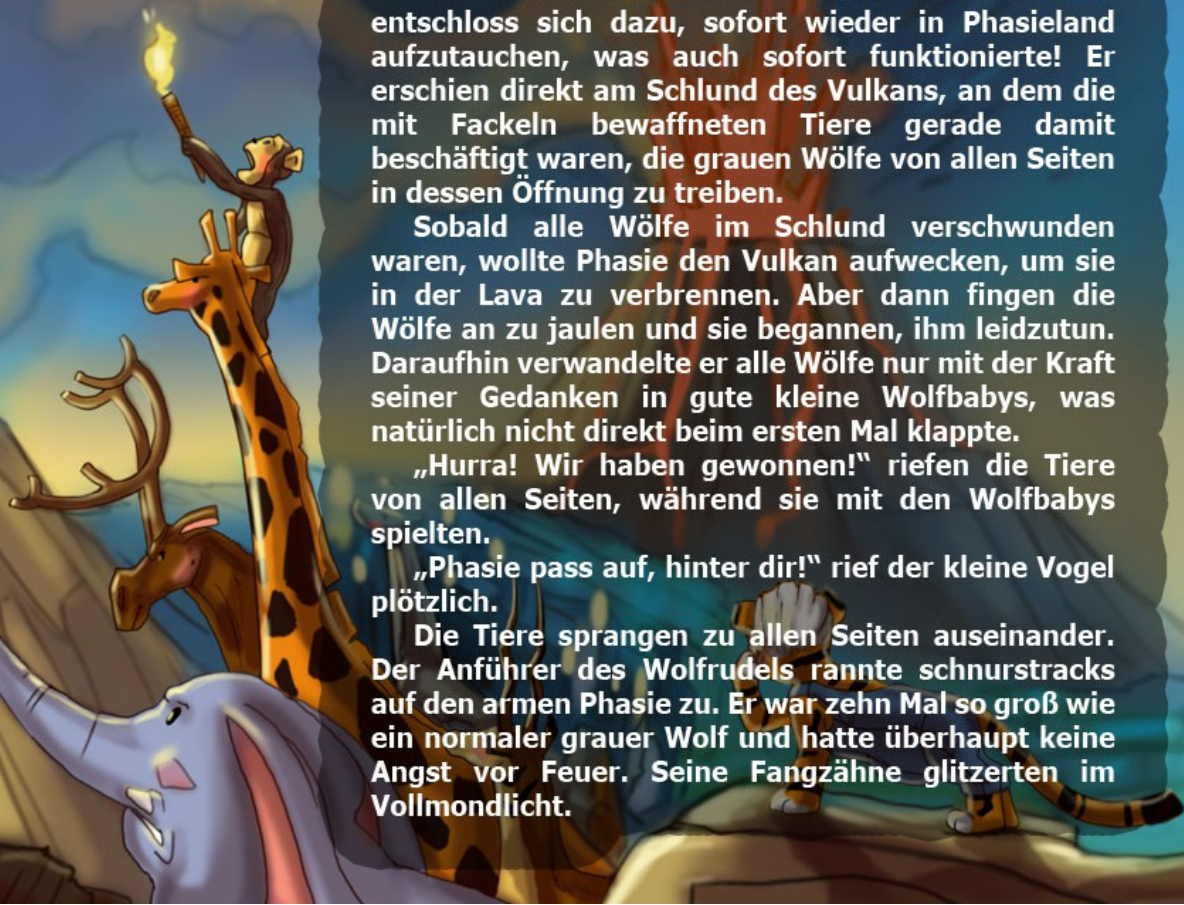 entschloss sich dazu, sofort wieder in Phasieland
aufzutauchen, was auch sofort funktionierte! Er
erschien direkt am Schlund des Vulkans, an dem die
mit Fackeln bewaffneten Tiere gerade damit
beschäftigt waren, die grauen Wölfe von allen Seiten
in dessen Öffnung zu treiben.
Sobald alle Wölfe im Schlund verschwunden
waren, wollte Phasie den Vulkan aufwecken, um sie
in der Lava zu verbrennen. Aber dann fingen die
Wölfe an zu jaulen und sie begannen, ihm leidzutun.
Daraufhin verwandelte er alle Wölfe nur mit der Kraft
seiner Gedanken in gute kleine Wolfbabys, was
natürlich nicht direkt beim ersten Mal klappte.
„Hurra! Wir haben gewonnen!“ riefen die Tiere
von allen Seiten, während sie mit den Wolfbabys
spielten.
„Phasie pass auf, hinter dir!“ rief der kleine Vogel
plötzlich.
Die Tiere sprangen zu allen Seiten auseinander.
Der Anführer des Wolfrudels rannte schnurstracks
auf den armen Phasie zu. Er war zehn Mal so groß wie
ein normaler grauer Wolf und hatte überhaupt keine
Angst vor Feuer. Seine Fangzähne glitzerten im
Vollmondlicht.